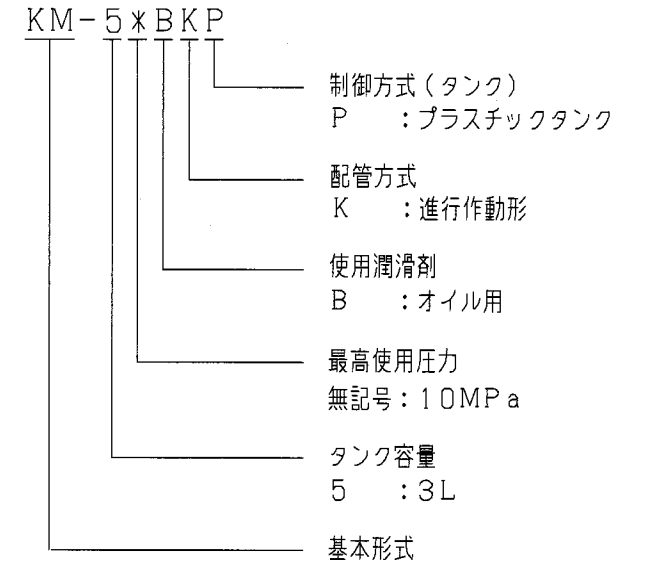 KM-5*BKP
制御方式(タンク)
P :プラスチックタンク
配管方式
K :進行作動形
使用潤滑剤
B :オイル用
最高使用圧力
無記号:10MPa
タンク容量
5 :3L
基本形式